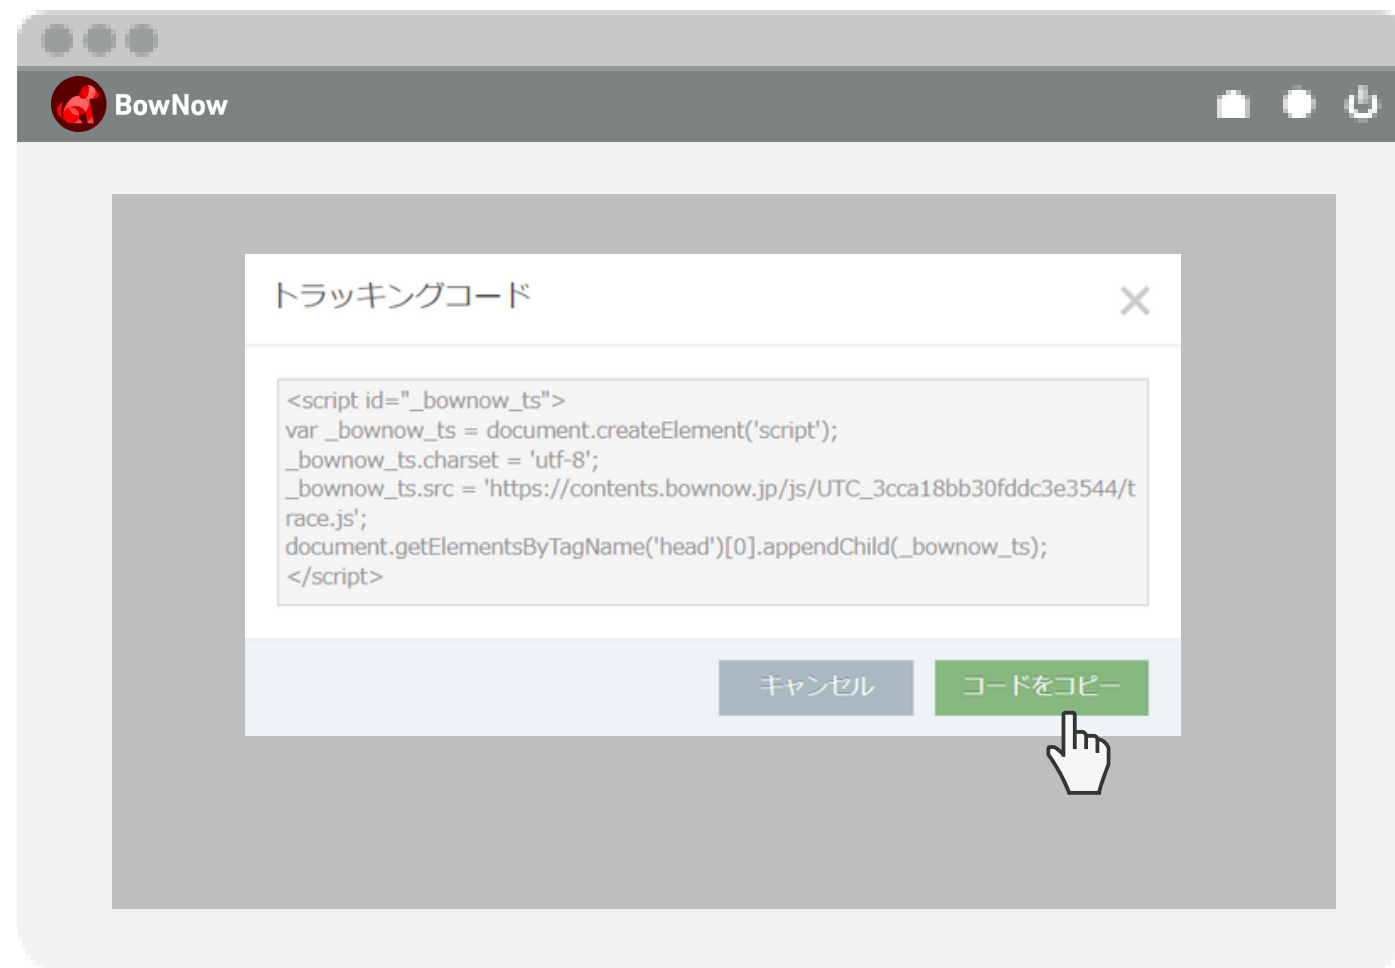 BowNow
トラッキングコード
<script id="_bownow_ts">
var _bownow_ts = document.createElement('script');
_bownow_ts.charset = 'utf-8';
_bownow_ts.src = 'https://contents.bownow.jp/js/UTC_3cca18bb30fddc3e3544/t
race.js';
document.getElementsByTagName('head')[0].appendChild(_bownow_ts);
</script>
キャンセル
コードをコピー